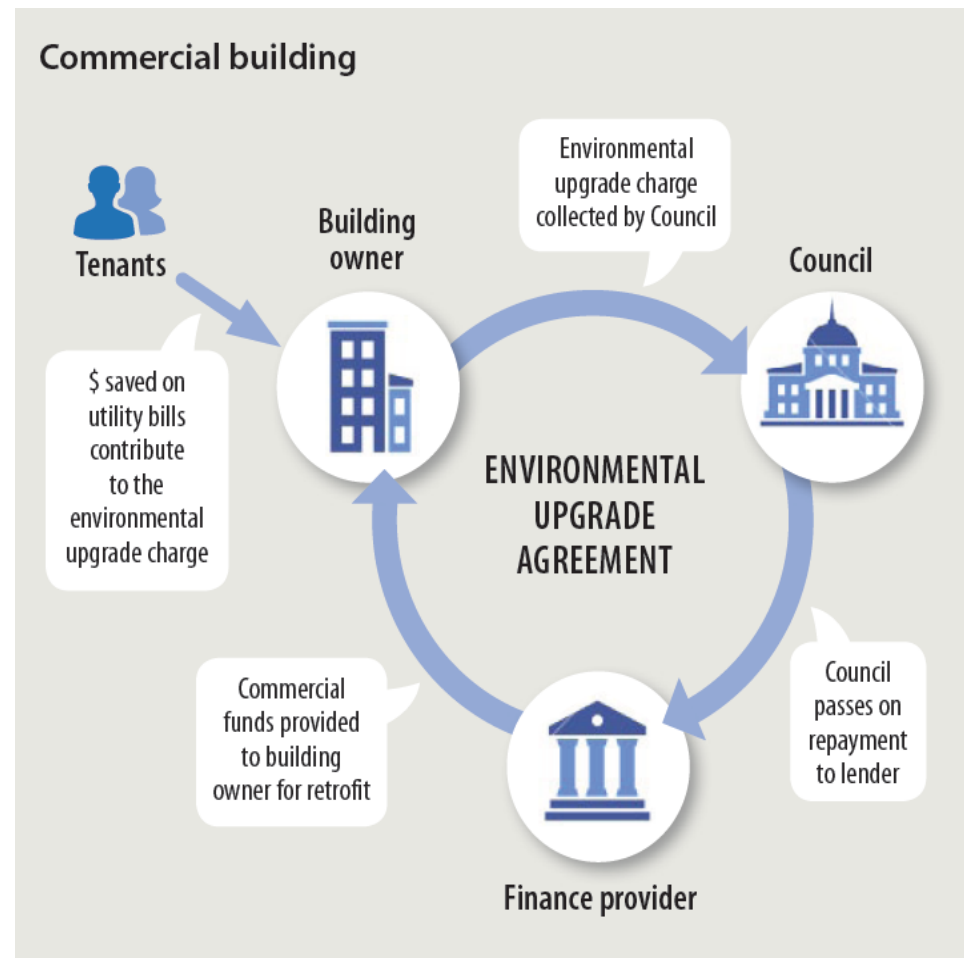 Commercial building
Tenants
Building
owner
Environmental
upgrade charge
collected by Council
Council
$ saved on
utility bills
contribute
to the
environmental
upgrade charge
ENVIRONMENTAL
UPGRADE
AGREEMENT
Commercial
funds provided
to building
owner for retrofit
Council
passes on
repayment
to lender
Finance provider